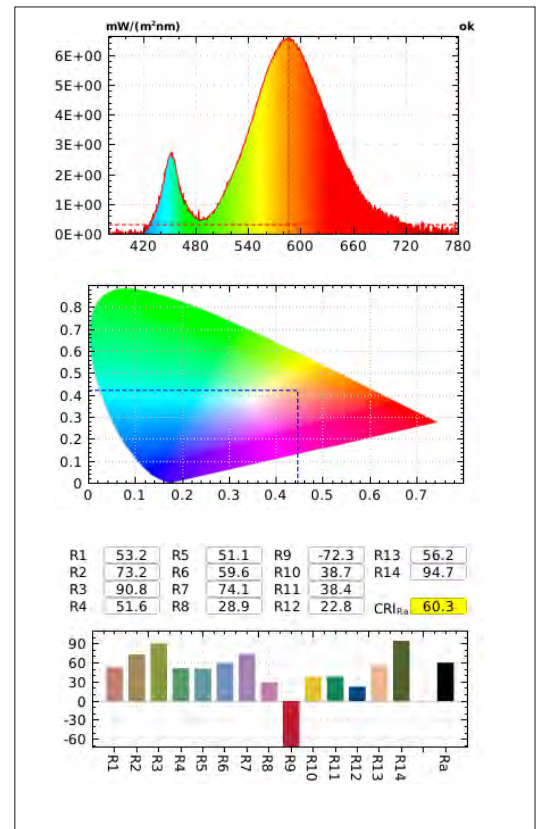 mW/(m²nm) ok
6E+00
5E+00
4E+00
3E+00
2E+00
1E+00
0E+00
420 480 540 600 660 720 780
0.8
0.7
0.6
0.5
0.4
0.3
0.2
0.1
0
0 0.1 0.2 0.3 0.4 0.5 0.6 0.7
R1 53.2 R5 51.1 R9 -72.3 R13 56.2
R2 73.2 R6 59.6 R10 38.7 R14 94.7
R3 90.8 R7 74.1 R11 38.4
R4 51.6 R8 28.9 R12 22.8 CRIRa 60.3
90
60
30
0
-30
-60
R1 R2 R3 R4 R5 R6 R7 R8 R9 R10 R11 R12 R13 R14 Ra